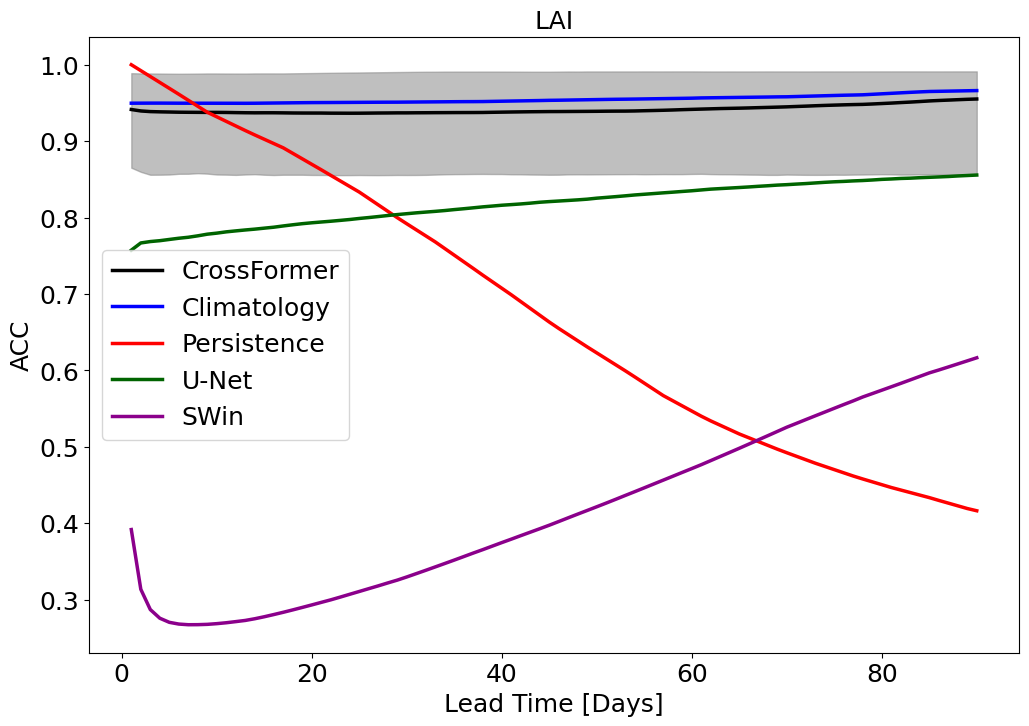 LAI
1.0
0.9
0.8
0.7
0.6
0.5
0.4
0.3
ACC
CrossFormer
Climatology
Persistence
U-Net
SWin
0 20 40 60 80
Lead Time [Days]